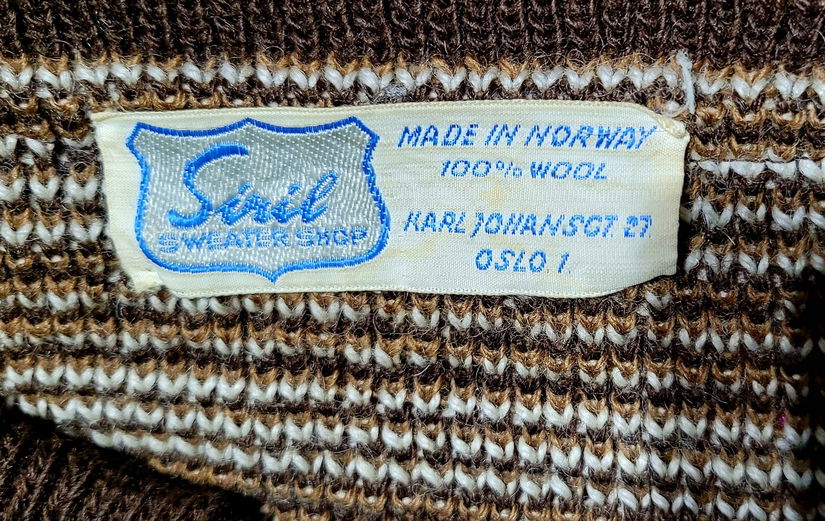 Siril
SWEATER SHOP
MADE IN NORWAY
100% WOOL
KARL JOHANSGT. 27.
OSLO 1.